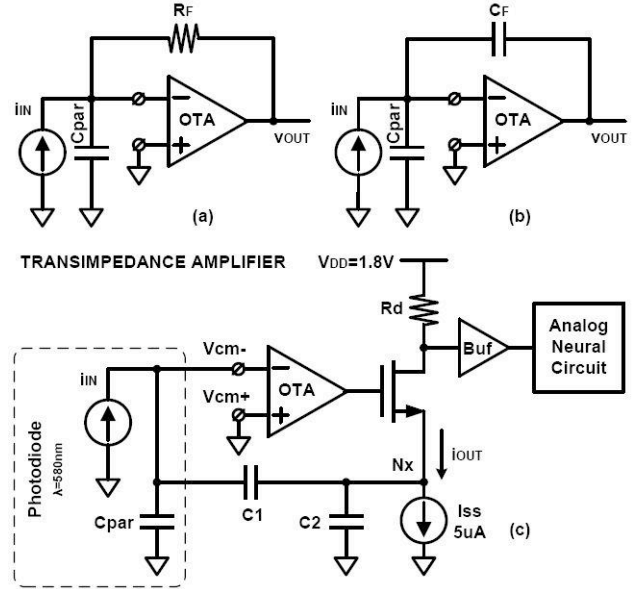 RF
iIN
Cpar
OTA
vOUT
(a)
CF
iIN
Cpar
OTA
vOUT
(b)
TRANSIMPEDANCE AMPLIFIER
VDD=1.8V
Rd
Buf
Analog
Neural
Circuit
Photodiode
λ=580nm
iIN
Vcm-
Vcm+
OTA
Nx
iOUT
Cpar
C1
C2
Iss
5uA
(c)